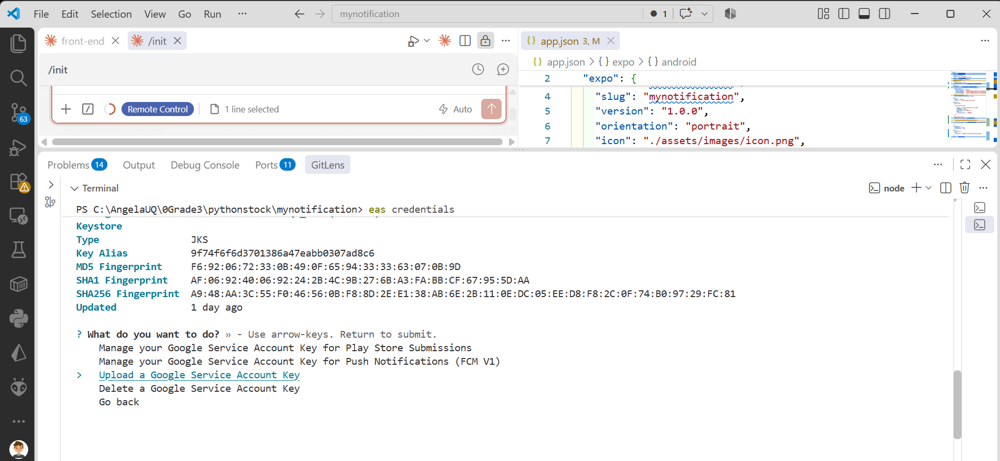 File Edit Selection View Go Run ···
mynotification
1
front-end
/init
app.json 3, M
/init
app.json > { } expo > { } android
2 "expo": {
4 "slug": "mynotification",
5 "version": "1.0.0",
6 "orientation": "portrait",
7 "icon": "./assets/images/icon.png",
Remote Control
1 line selected
Auto
63
Problems 14 Output Debug Console Ports 11 GitLens
Terminal
node
PS C:\AngelaUQ\0Grade3\pythonstock\mynotification> eas credentials
Keystore
Type JKS
Key Alias 9f74f6f6d3701386a47eabb0307ad8c6
MD5 Fingerprint F6:92:06:72:33:0B:49:0F:65:94:33:33:63:07:0B:9D
SHA1 Fingerprint AF:06:92:40:06:92:24:2B:4C:9B:27:6B:A3:FA:BB:CF:67:95:5D:AA
SHA256 Fingerprint A9:48:AA:3C:55:F0:46:56:0B:F8:8D:2E:E1:38:AB:6E:2B:11:0E:DC:05:EE:D8:F8:2C:0F:74:B0:97:29:FC:81
Updated 1 day ago
? What do you want to do? » - Use arrow-keys. Return to submit.
Manage your Google Service Account Key for Play Store Submissions
Manage your Google Service Account Key for Push Notifications (FCM V1)
> Upload a Google Service Account Key
Delete a Google Service Account Key
Go back